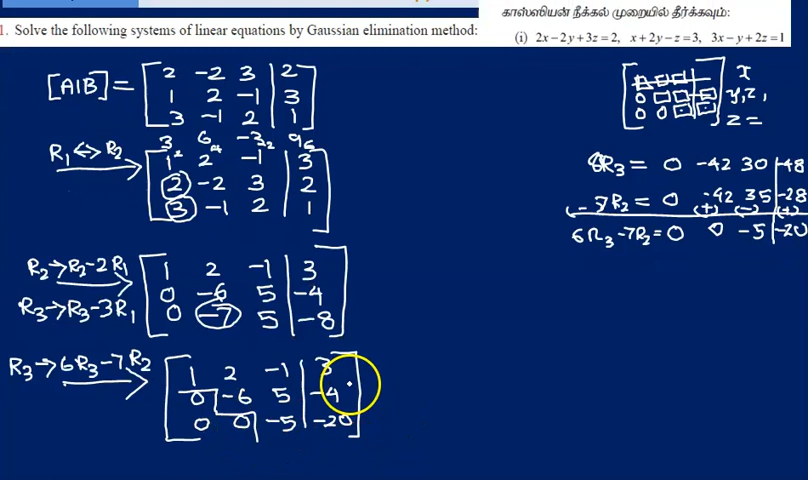 1. Solve the following systems of linear equations by Gaussian elimination method:
காஸ்ஸியன் நீக்கல் முறையில் தீர்க்கவும்:
(i) 2x−2y+3z=2, x+2y−z=3, 3x−y+2z=1
[A|B] = [ 2 -2 3 | 2
1 2 -1 | 3
3 -1 2 | 1 ]
3 6 -3 9
R₁ <-> R₂
[ 1 2 -1 | 3
2 -2 3 | 2
3 -1 2 | 1 ]
R₂→R₂-2R₁
R₃→R₃-3R₁
[ 1 2 -1 | 3
0 -6 5 | -4
0 -7 5 | -8 ]
R₃→6R₃-7R₂
[ 1 2 -1 | 3
0 -6 5 | -4
0 0 -5 | -20 ]
x
y, z,
z =
6R₃ = 0 -42 30 | -48
- 7R₂ = 0 -42 35 | -28
(-) (+) (-) (+)
6R₃-7R₂ = 0 0 -5 | -20